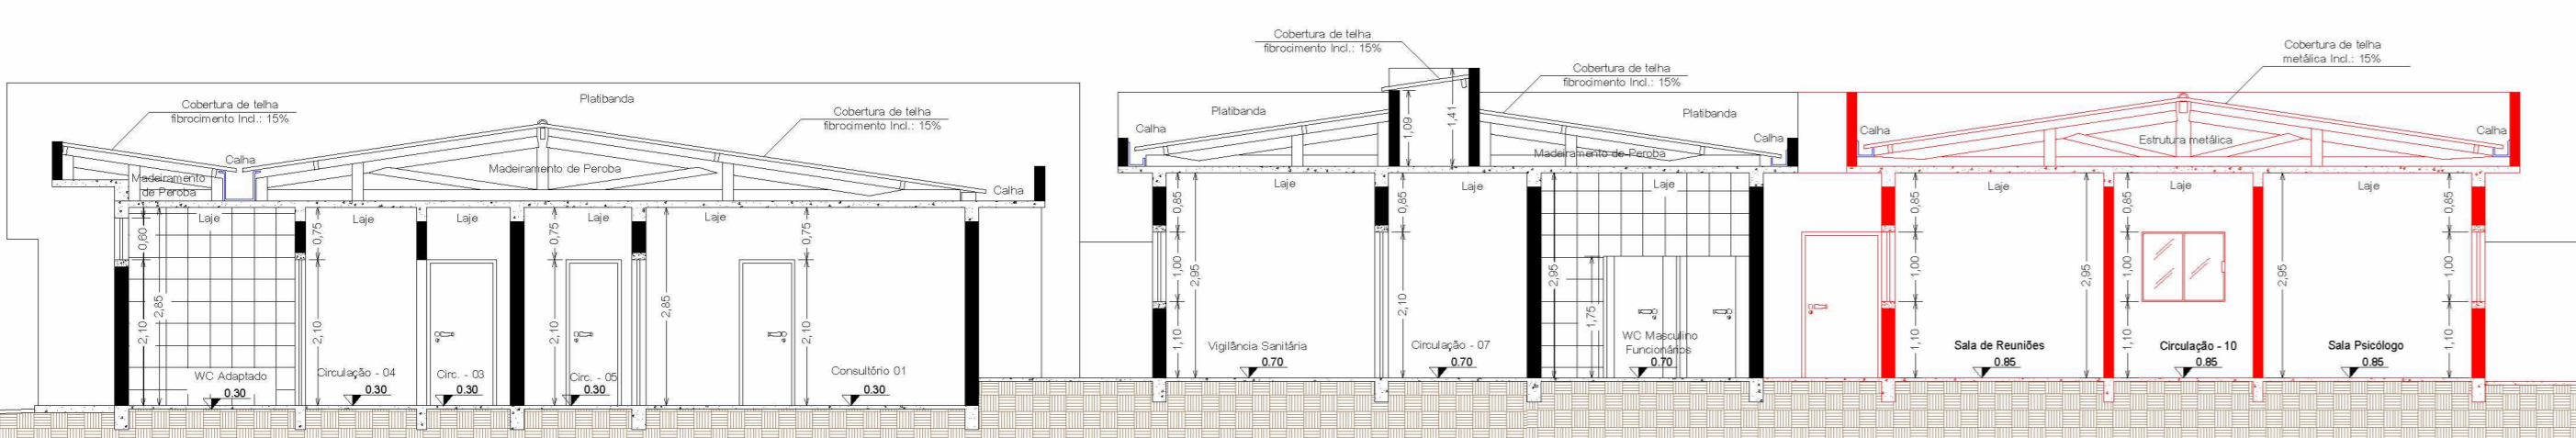 Cobertura de telha
fibrocimento Incl.: 15%
Platibanda
Cobertura de telha
fibrocimento Incl.: 15%
Calha
Madeiramento
de Peroba
Madeiramento de Peroba
Calha
Laje
Laje
Laje
Laje
Laje
0,60
2,10
2,85
0,75
2,10
0,75
2,10
2,85
0,75
2,10
WC Adaptado
0.30
Circulação - 04
0.30
Circ. - 03
0.30
Circ. - 05
0.30
Consultório 01
0.30
Cobertura de telha
fibrocimento Incl.: 15%
Cobertura de telha
fibrocimento Incl.: 15%
Platibanda
Platibanda
Calha
1,09
1,41
Calha
Madeiramento de Peroba
Laje
Laje
Laje
0,85
1,00
1,10
2,95
0,85
2,10
2,95
1,75
Vigilância Sanitária
0.70
Circulação - 07
0.70
WC Masculino
Funcionários
0.70
Cobertura de telha
metálica Incl.: 15%
Calha
Estrutura metálica
Calha
Laje
Laje
Laje
0,85
1,00
1,10
2,95
0,85
1,00
1,10
2,95
0,85
1,00
1,10
Sala de Reuniões
0.85
Circulação - 10
0.85
Sala Psicólogo
0.85